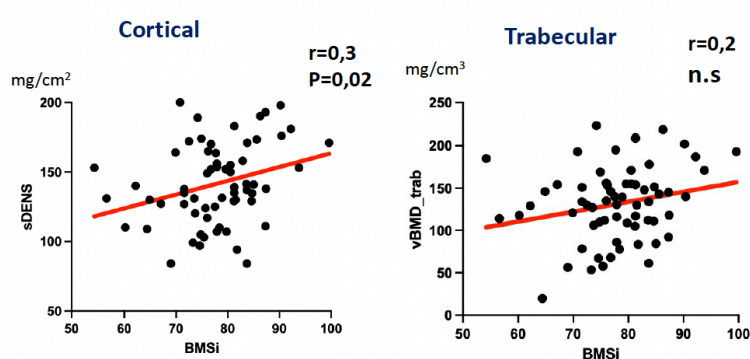 Cortical
r=0,3
P=0,02
mg/cm2
200
150
100
50
sDENS
50 60 70 80 90 100
BMSi
Trabecular
r=0,2
n.s
mg/cm3
250
200
150
100
50
0
vBMD_trab
50 60 70 80 90 100
BMSi